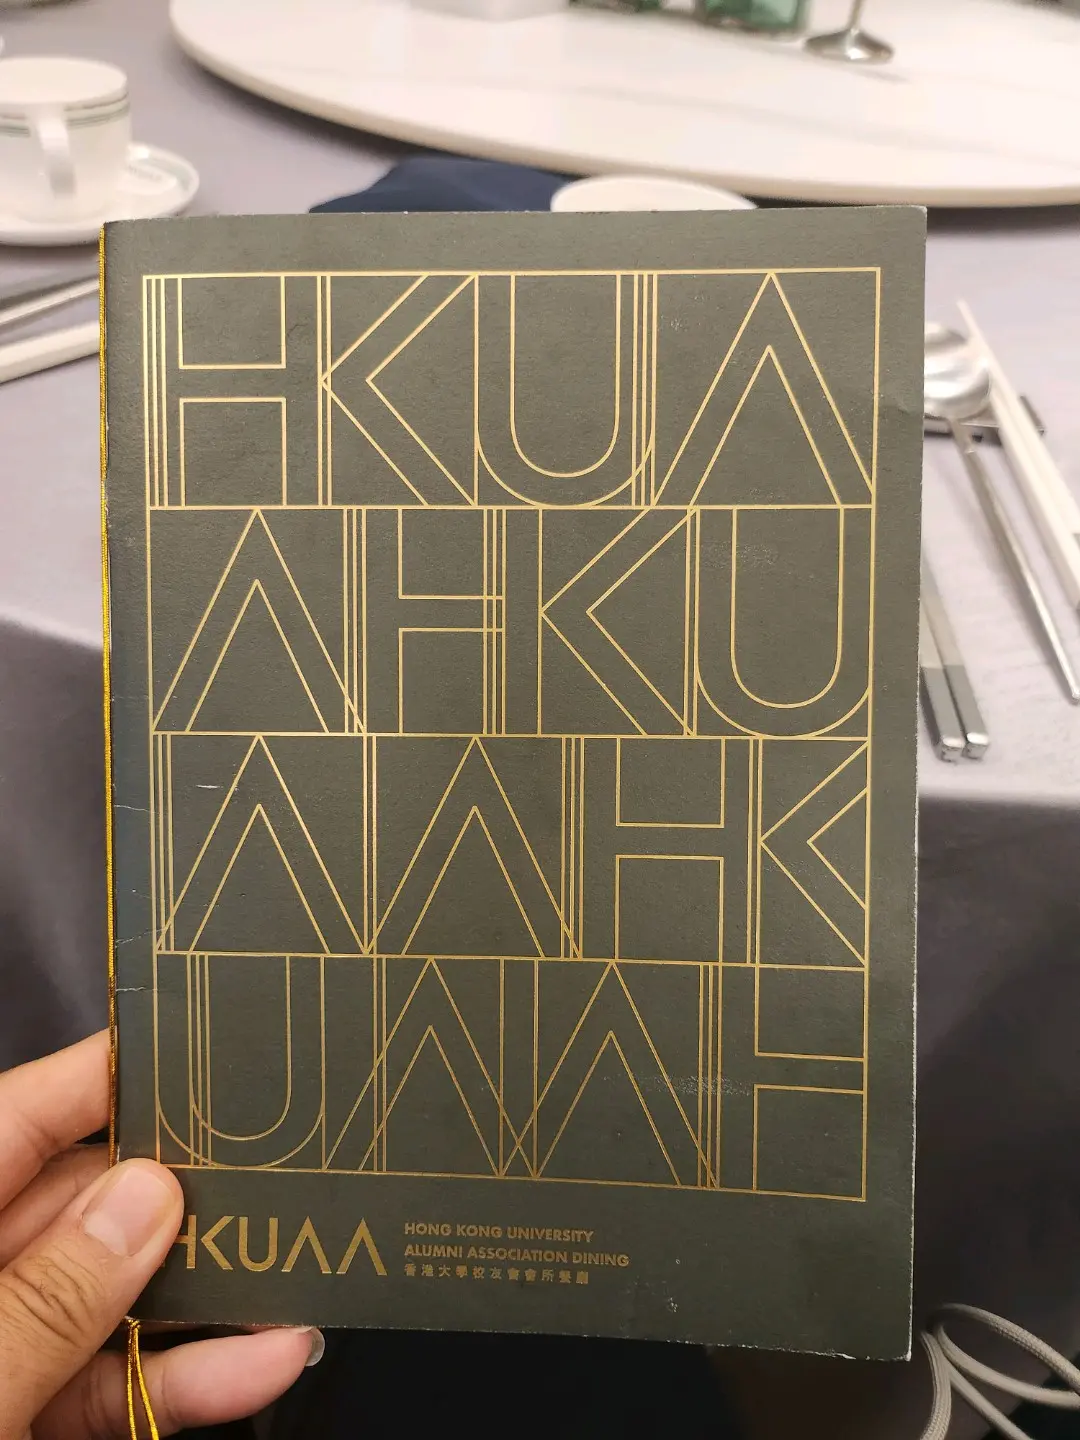 HKUA
AHKU
AAHK
UAAH
HKUAA
HONG KONG UNIVERSITY
ALUMNI ASSOCIATION DINING
香港大學校友會會所餐廳